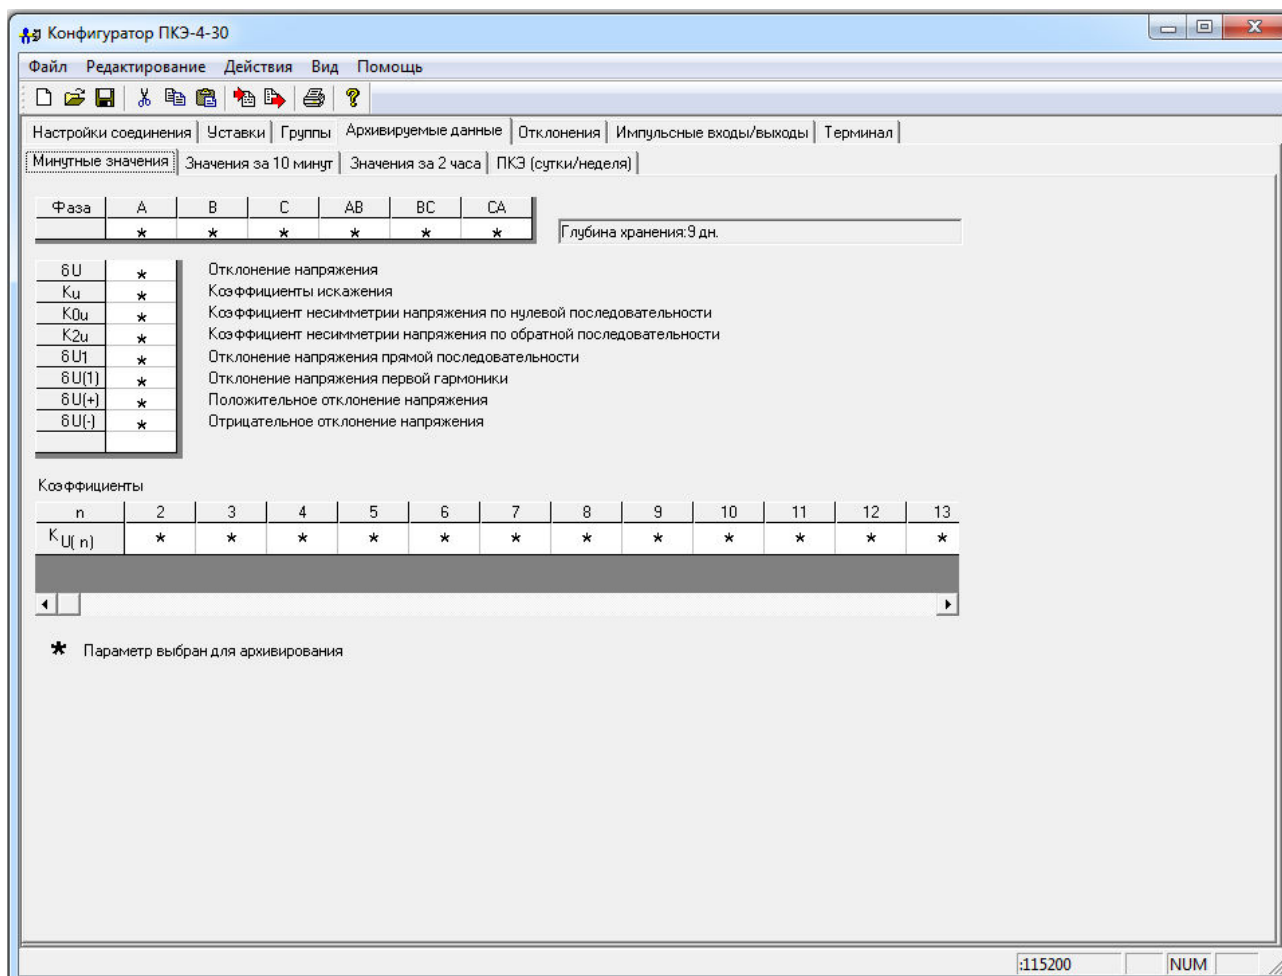 Конфигуратор ПКЭ-4-30
Файл Редактирование Действия Вид Помощь
Настройки соединения Уставки Группы Архивируемые данные Отклонения Импульсные входы/выходы Терминал
Минутные значения Значения за 10 минут Значения за 2 часа ПКЭ (сутки/неделя)
Фаза A B C AB BC CA
* * * * * * Глубина хранения:9 дн.
δU * Отклонение напряжения
Ku * Коэффициенты искажения
K0u * Коэффициент несимметрии напряжения по нулевой последовательности
K2u * Коэффициент несимметрии напряжения по обратной последовательности
δU1 * Отклонение напряжения прямой последовательности
δU(1) * Отклонение напряжения первой гармоники
δU(+) * Положительное отклонение напряжения
δU(-) * Отрицательное отклонение напряжения
Коэффициенты
n 2 3 4 5 6 7 8 9 10 11 12 13
K U( n) * * * * * * * * * * * *
* Параметр выбран для архивирования
:115200 NUM